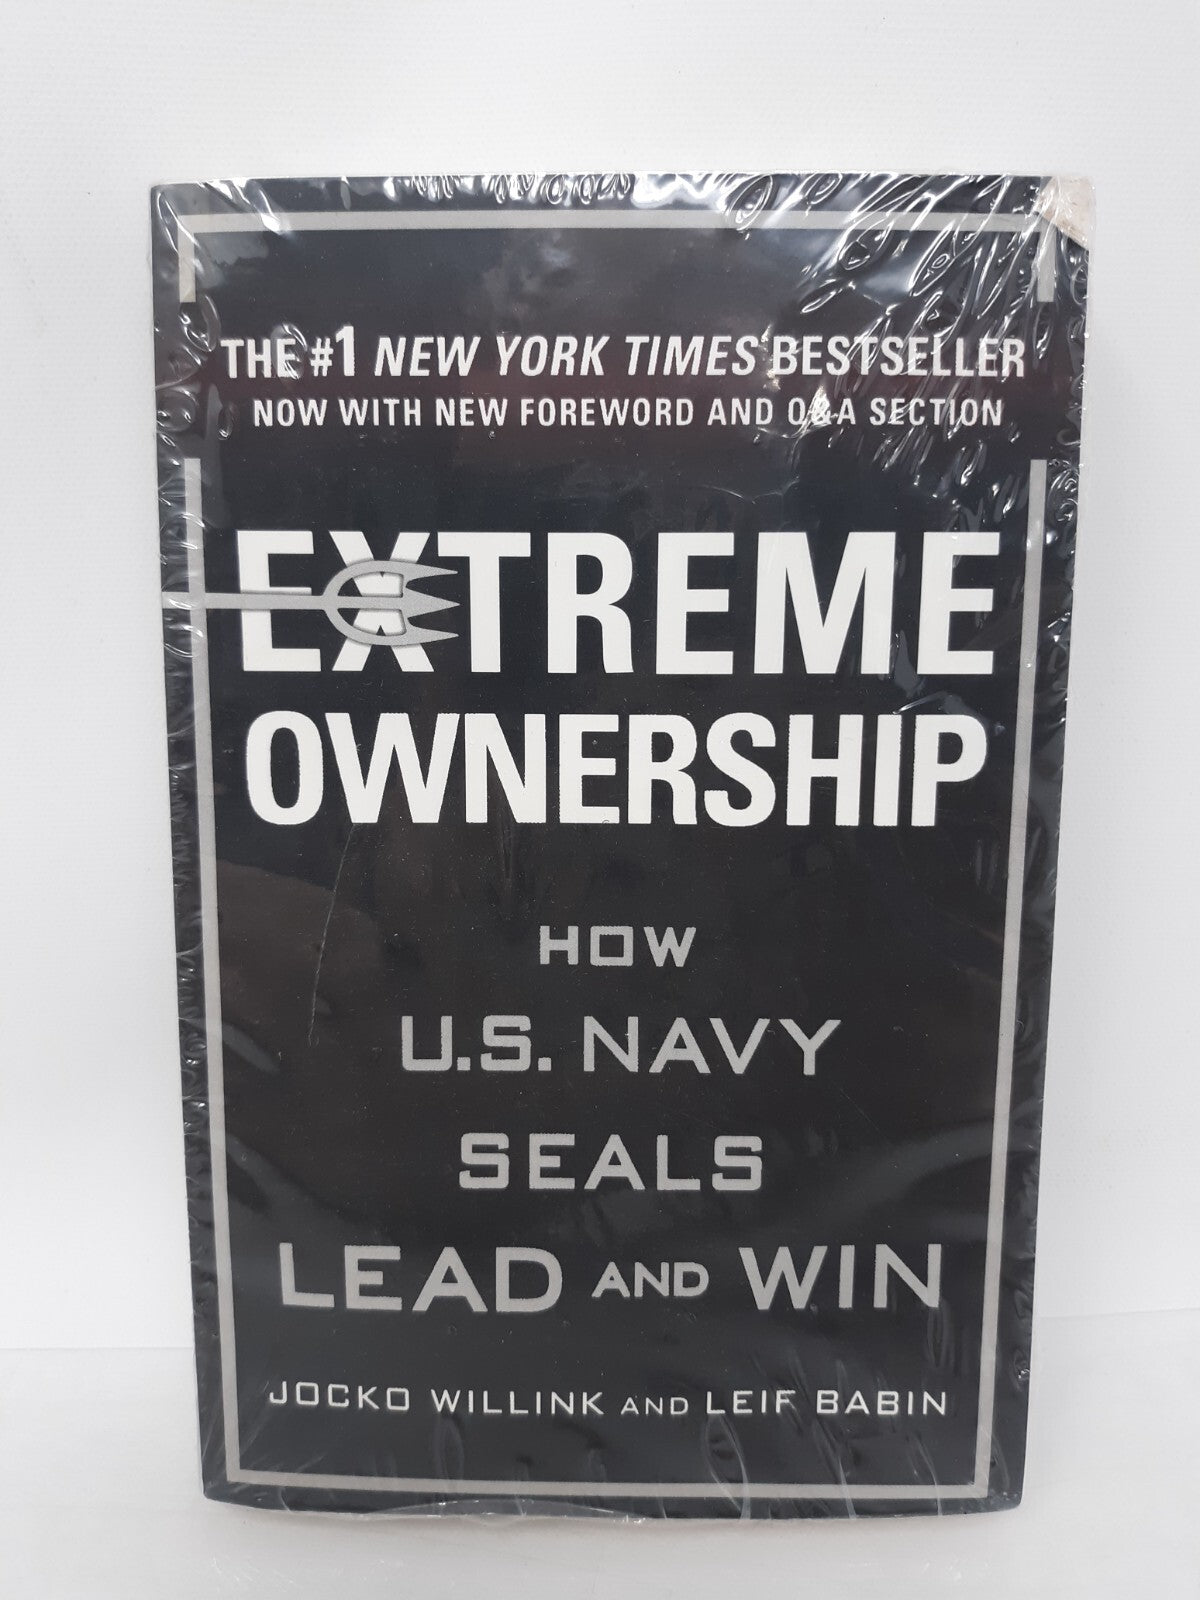 THE #1 NEW YORK TIMES BESTSELLER
NOW WITH NEW FOREWORD AND Q&A SECTION
EXTREME
OWNERSHIP
HOW
U.S. NAVY
SEALS
LEAD AND WIN
JOCKO WILLINK AND LEIF BABIN